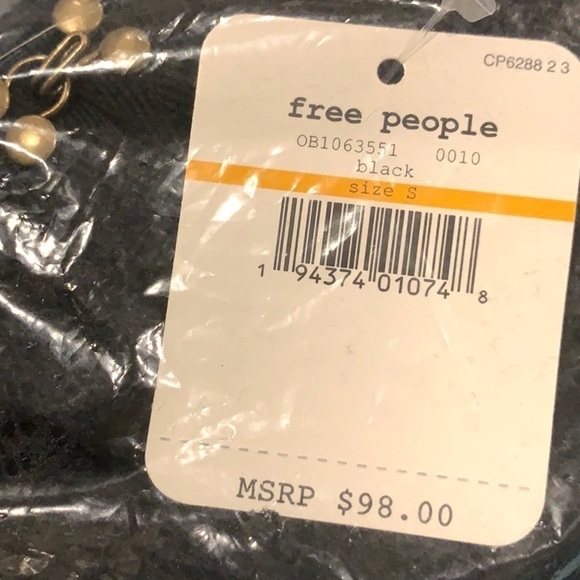 CP6288 2 3
free people
OB1063551 0010
black
size S
1 94374 01074 8
MSRP $98.00